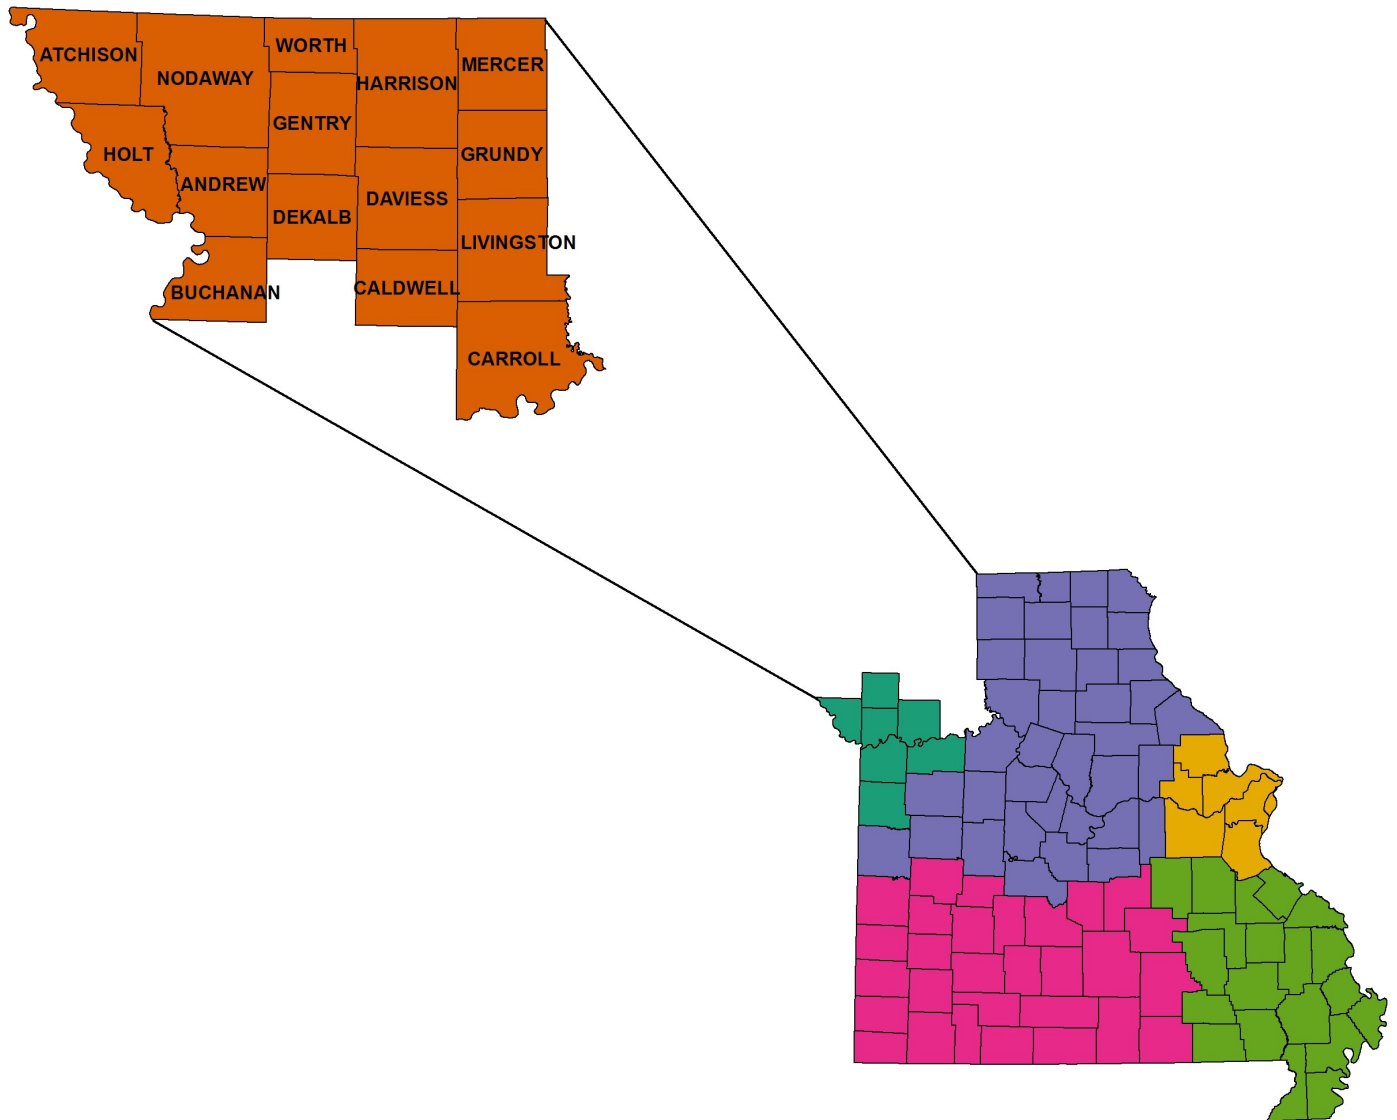 WORTH
ATCHISON
MERCER
NODAWAY
HARRISON
GENTRY
HOLT
GRUNDY
ANDREW
DAVIESS
DEKALB
LIVINGSTON
BUCHANAN
CALDWELL
CARROLL